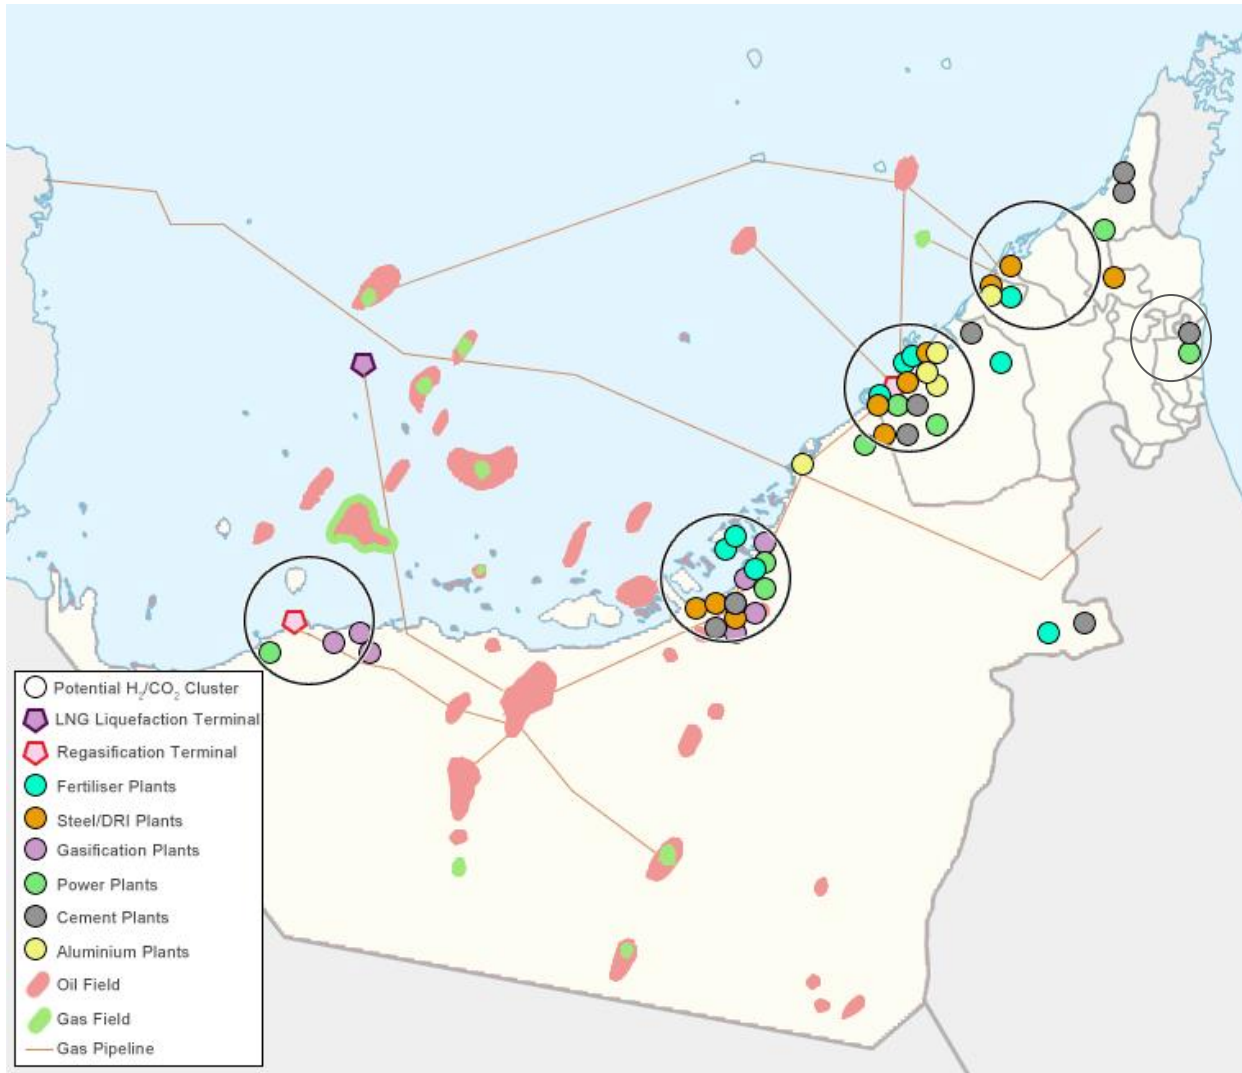 Potential H2/CO2 Cluster
LNG Liquefaction Terminal
Regasification Terminal
Fertiliser Plants
Steel/DRI Plants
Gasification Plants
Power Plants
Cement Plants
Aluminium Plants
Oil Field
Gas Field
Gas Pipeline